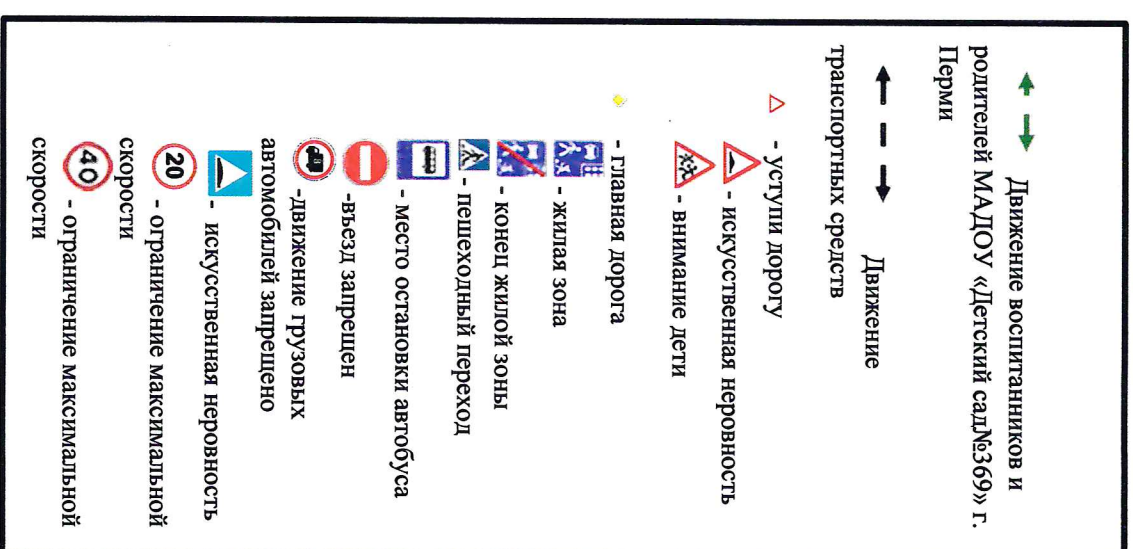 Движение воспитанников и
родителей МАДОУ «Детский сад№369» г.
Перми
Движение
транспортных средств
- уступи дорогу
- искусственная неровность
- внимание дети
- главная дорога
- жилая зона
- конец жилой зоны
- пешеходный переход
- место остановки автобуса
-въезд запрещен
-движение грузовых
автомобилей запрещено
- искусственная неровность
20 - ограничение максимальной
скорости
40 - ограничение максимальной
скорости